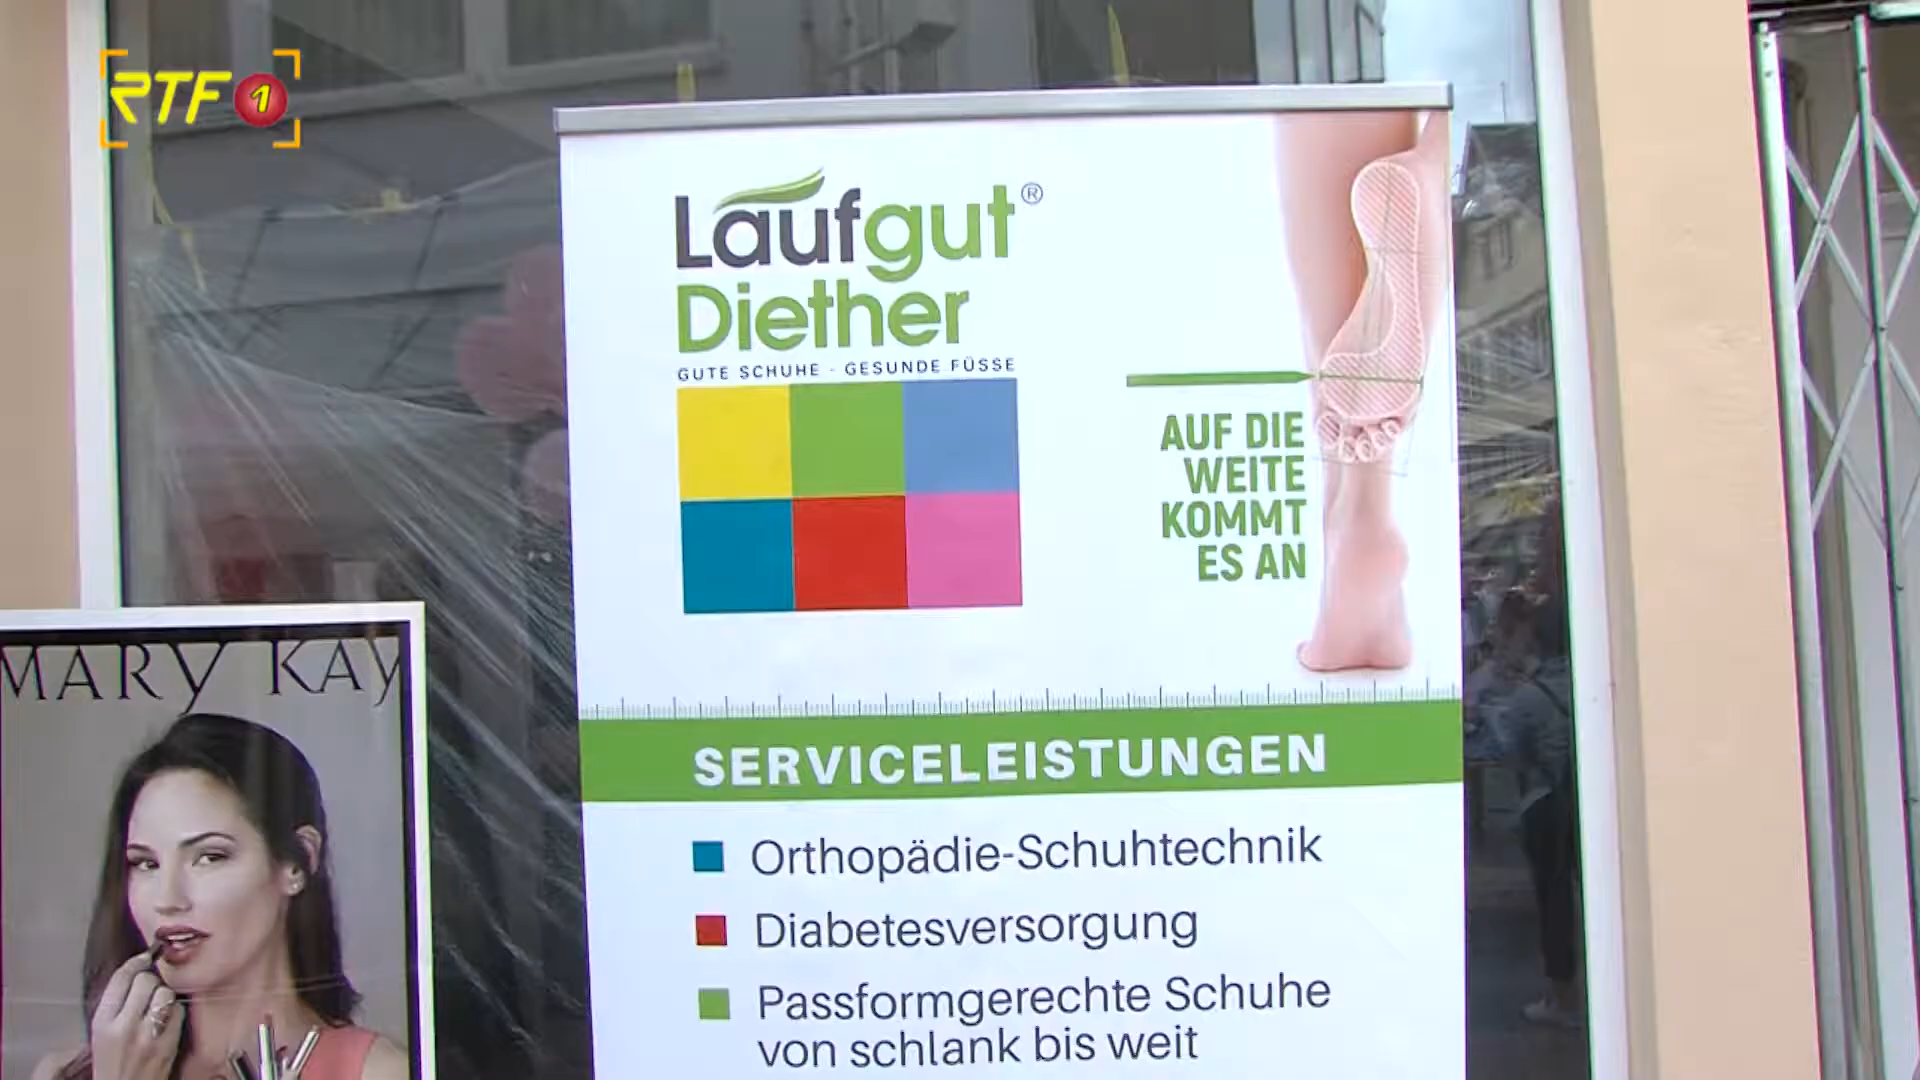 RTF 1
Laufgut®
Diether
GUTE SCHUHE - GESUNDE FÜSSE
AUF DIE
WEITE
KOMMT
ES AN
SERVICELEISTUNGEN
Orthopädie-Schuhtechnik
Diabetesversorgung
Passformgerechte Schuhe
von schlank bis weit
MARY KAY